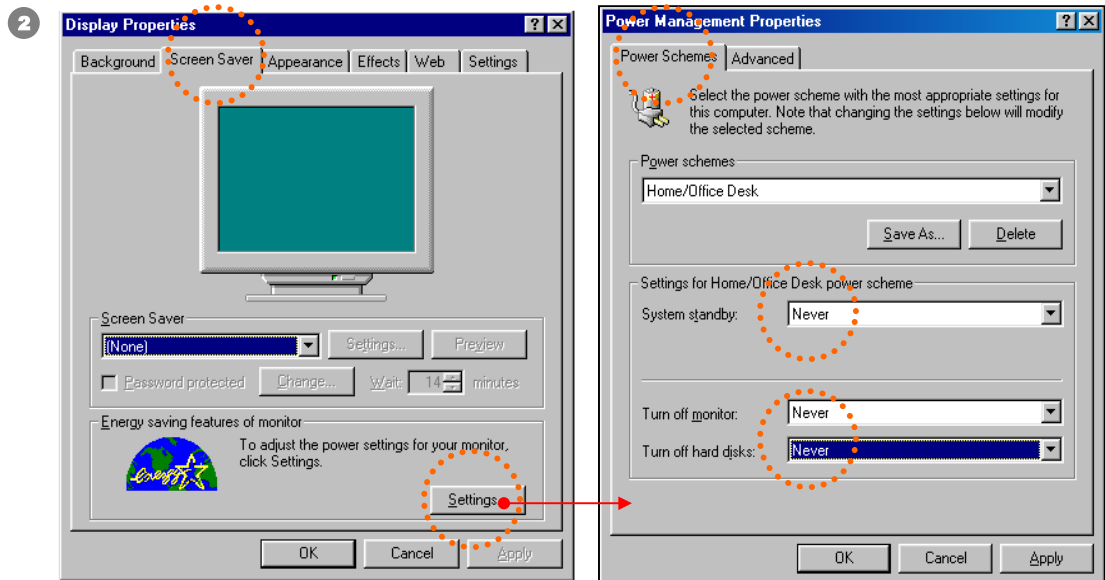 2
Display Properties
Background Screen Saver Appearance Effects Web Settings
Screen Saver
(None) Settings... Preview
Password protected Change... Wait: 14 minutes
Energy saving features of monitor
energy
To adjust the power settings for your monitor,
click Settings.
Settings...
OK Cancel Apply
Power Management Properties
Power Schemes Advanced
Select the power scheme with the most appropriate settings for
this computer. Note that changing the settings below will modify
the selected scheme.
Power schemes
Home/Office Desk
Save As... Delete
Settings for Home/Office Desk power scheme
System standby: Never
Turn off monitor: Never
Turn off hard disks: Never
OK Cancel Apply